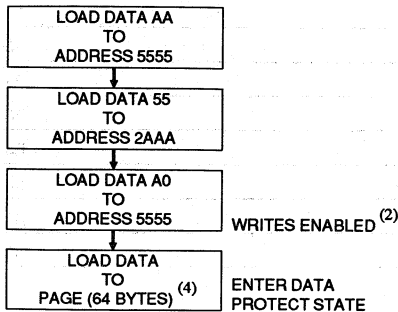 LOAD DATA AA
TO
ADDRESS 5555
LOAD DATA 55
TO
ADDRESS 2AAA
LOAD DATA A0
TO
ADDRESS 5555
WRITES ENABLED (2)
LOAD DATA
TO
PAGE (64 BYTES) (4)
ENTER DATA
PROTECT STATE